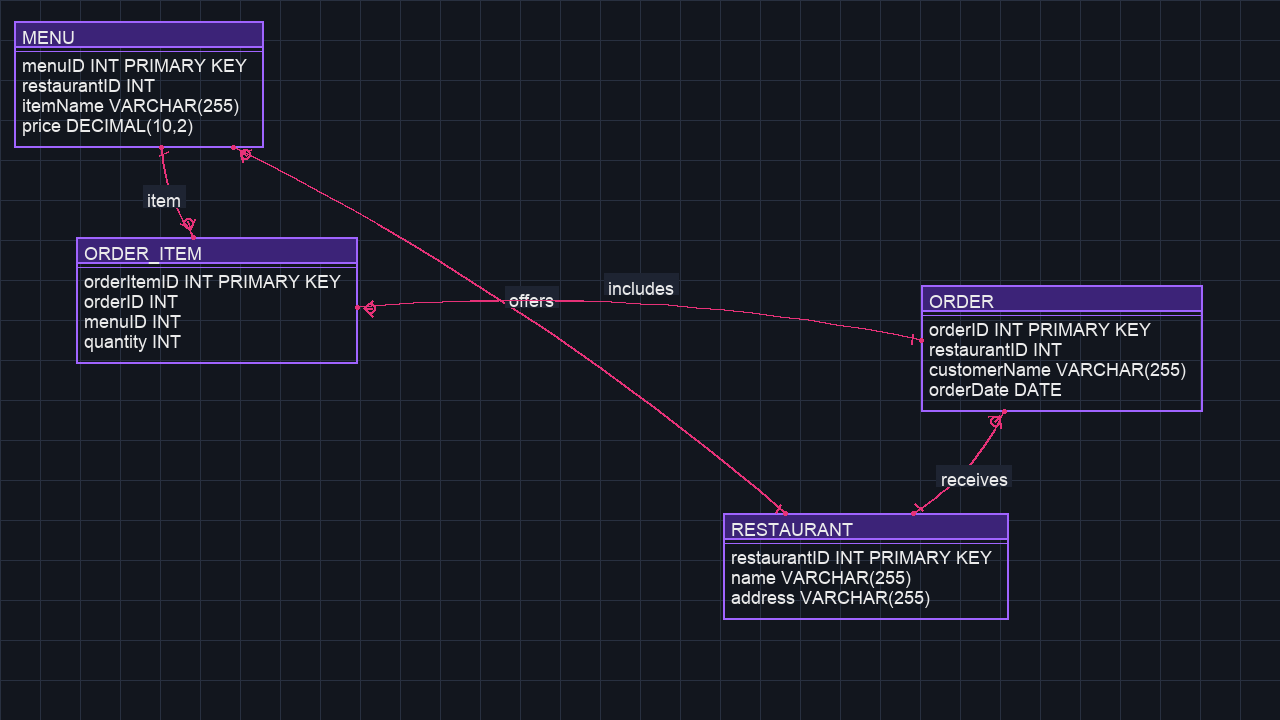 MENU
menuID INT PRIMARY KEY
restaurantID INT
itemName VARCHAR(255)
price DECIMAL(10,2)
item
ORDER_ITEM
orderItemID INT PRIMARY KEY
orderID INT
menuID INT
quantity INT
offers
includes
ORDER
orderID INT PRIMARY KEY
restaurantID INT
customerName VARCHAR(255)
orderDate DATE
receives
RESTAURANT
restaurantID INT PRIMARY KEY
name VARCHAR(255)
address VARCHAR(255)